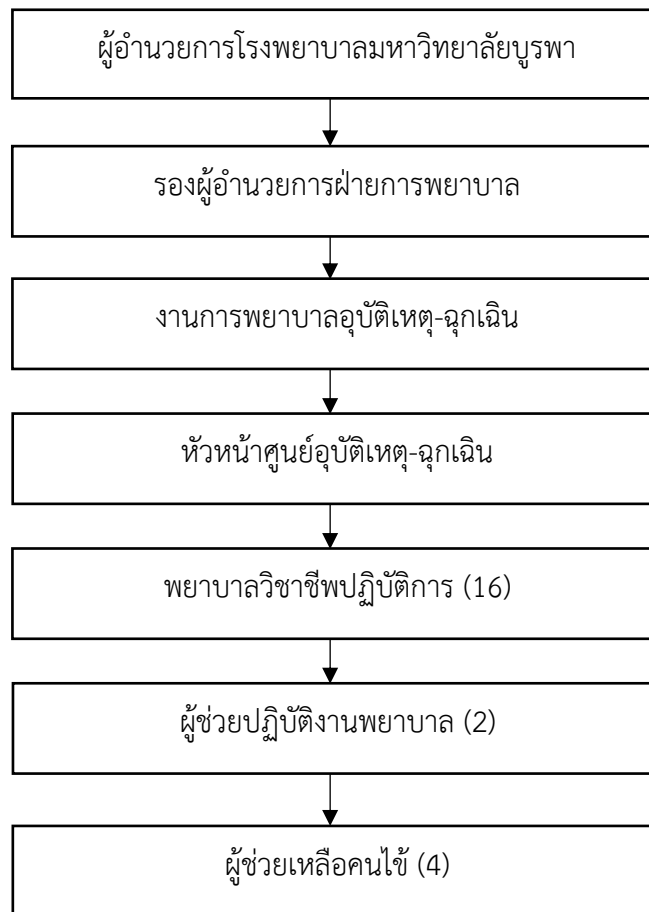 ผู้อำนวยการโรงพยาบาลมหาวิทยาลัยบูรพา
รองผู้อำนวยการฝ่ายการพยาบาล
งานการพยาบาลอุบัติเหตุ-ฉุกเฉิน
หัวหน้าศูนย์อุบัติเหตุ-ฉุกเฉิน
พยาบาลวิชาชีพปฏิบัติการ (16)
ผู้ช่วยปฏิบัติงานพยาบาล (2)
ผู้ช่วยเหลือคนไข้ (4)